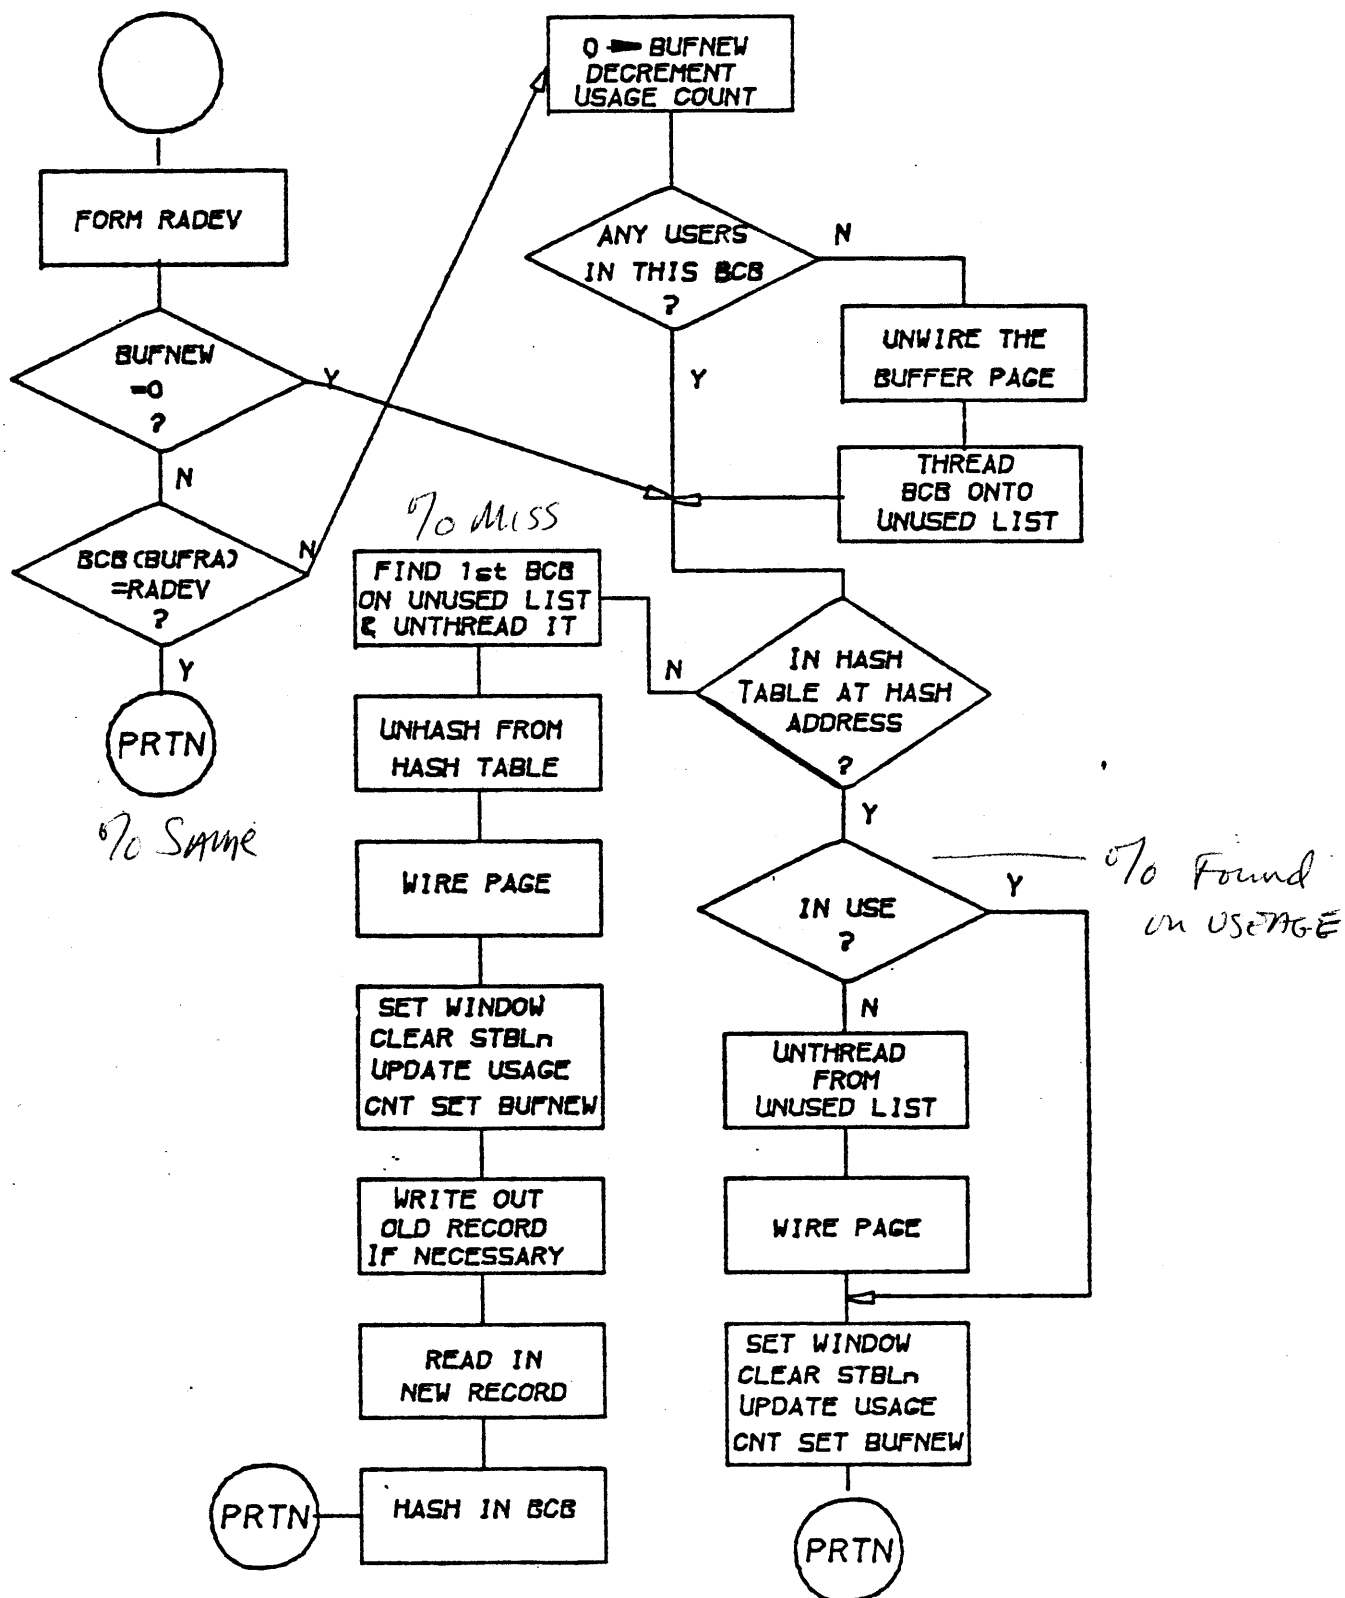 FORM RADEV
BUFNEW
=0
?
Y
N
BCB(BUFRA)
=RADEV
?
N
Y
PRTN
% SAME
0 → BUFNEW
DECREMENT
USAGE COUNT
ANY USERS
IN THIS BCB
?
N
Y
UNWIRE THE
BUFFER PAGE
THREAD
BCB ONTO
UNUSED LIST
% MISS
FIND 1st BCB
ON UNUSED LIST
& UNTHREAD IT
UNHASH FROM
HASH TABLE
WIRE PAGE
SET WINDOW
CLEAR STBLn
UPDATE USAGE
CNT SET BUFNEW
WRITE OUT
OLD RECORD
IF NECESSARY
READ IN
NEW RECORD
HASH IN BCB
PRTN
IN HASH
TABLE AT HASH
ADDRESS
?
N
Y
IN USE
?
Y
% Found
on USEAGE
N
UNTHREAD
FROM
UNUSED LIST
WIRE PAGE
SET WINDOW
CLEAR STBLn
UPDATE USAGE
CNT SET BUFNEW
PRTN